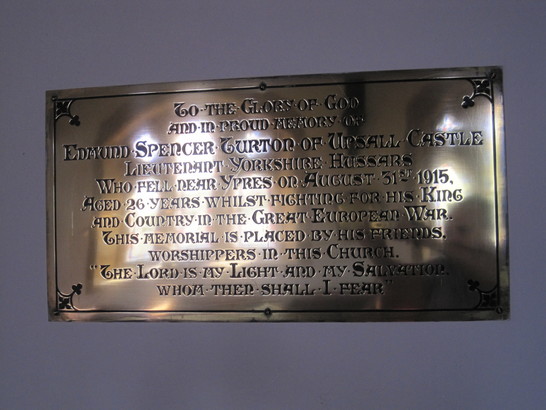 To·the·Glory·of·God
and·in·proud·memory·of
Edmund·Spencer·Turton·of·Upsall·Castle
Lieutenant·Yorkshire·Hussars
Who·fell·near·Ypres·on·August·31st·1915,
Aged·26·years·whilst·fighting·for·his·King
and·Country·in·the·Great·European·War.
This·memorial·is·placed·by·his·friends,
worshippers·in·this·Church.
"The·Lord·is·my·Light·and·my·Salvation,
whom·then·shall·I·fear"